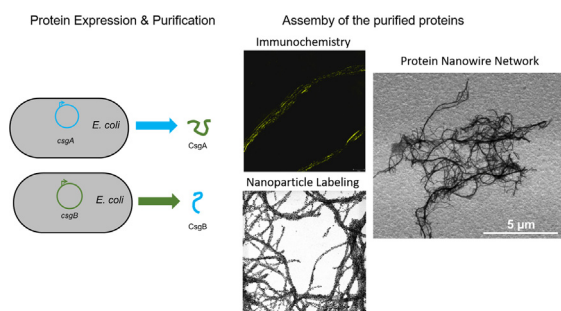 Protein Expression & Purification
Assemby of the purified proteins
Immunochemistry
Protein Nanowire Network
E. coli
csgA
CsgA
Nanoparticle Labeling
E. coli
csgB
CsgB
5 µm